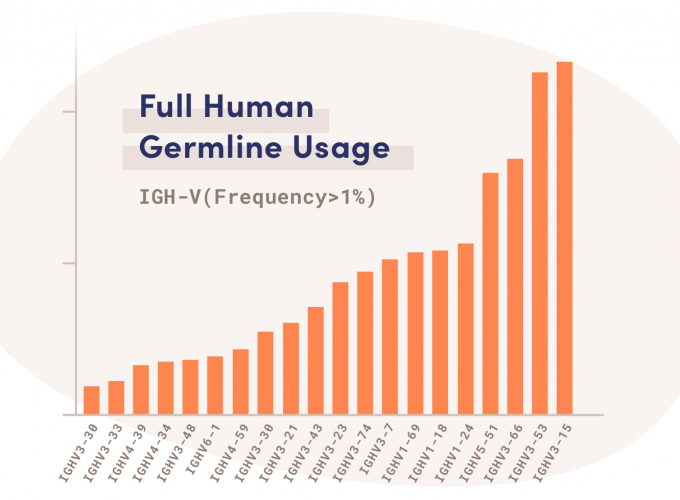 Full Human
Germline Usage
IGH-V(Frequency>1%)
IGHV3-30
IGHV3-33
IGHV4-39
IGHV4-34
IGHV3-48
IGHV6-1
IGHV4-59
IGHV3-30
IGHV3-21
IGHV3-43
IGHV3-23
IGHV3-74
IGHV3-7
IGHV1-69
IGHV1-18
IGHV1-24
IGHV5-51
IGHV3-66
IGHV3-53
IGHV3-15